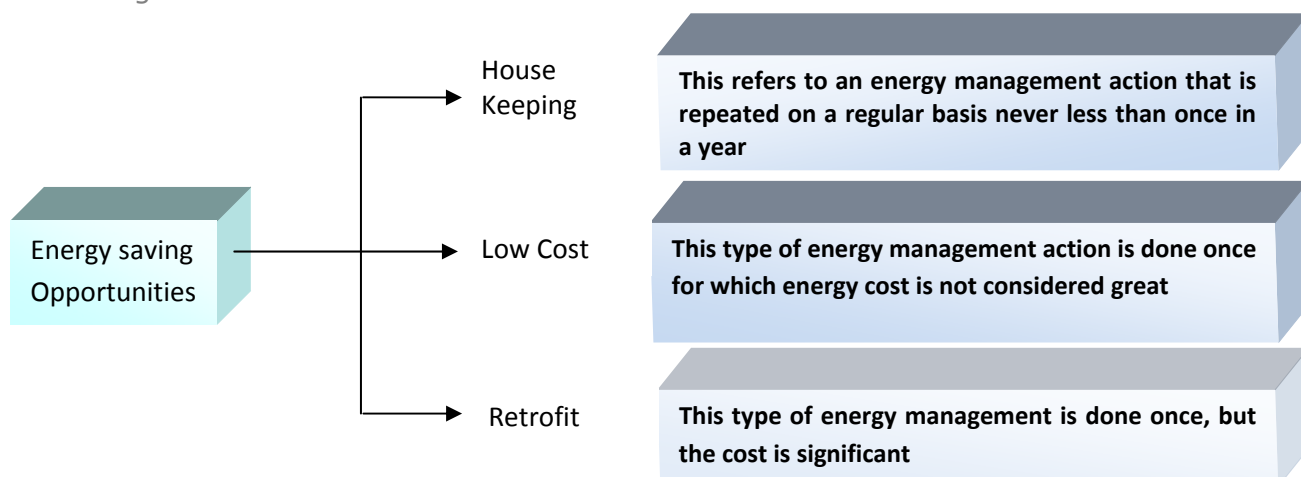 House
Keeping
This refers to an energy management action that is
repeated on a regular basis never less than once in
a year
Energy saving
Opportunities
Low Cost
This type of energy management action is done once
for which energy cost is not considered great
Retrofit
This type of energy management is done once, but
the cost is significant